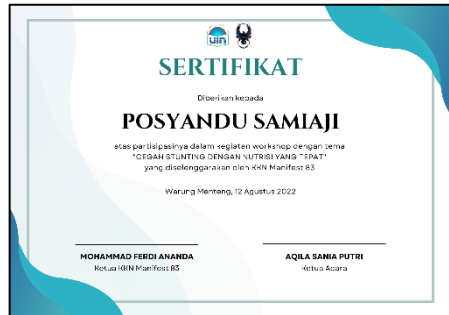 uin
SERTIFIKAT
Diberikan kepada
POSYANDU SAMIAJI
atas partisipasinya dalam kegiatan workshop dengan tema
"CEGAH STUNTING DENGAN NUTRISI YANG TEPAT"
yang diselenggarakan oleh KKN Manifest 83
Warung Menteng, 12 Agustus 2022
MOHAMMAD FERDI ANANDA
Ketua KKN Manifest 83
AQILA SANIA PUTRI
Ketua Acara